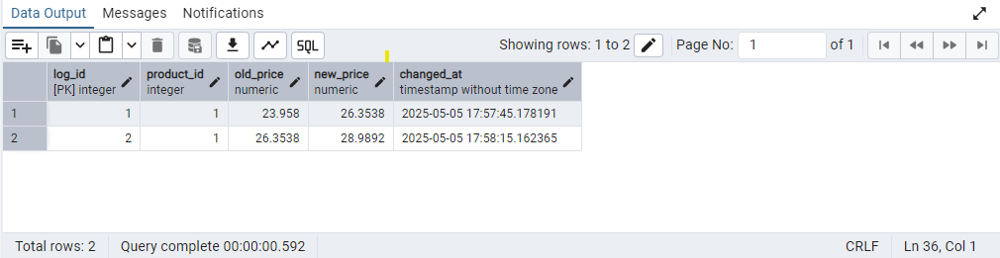 Data Output Messages Notifications
SQL Showing rows: 1 to 2 Page No: 1 of 1
log_id product_id old_price new_price changed_at
[PK] integer integer numeric numeric timestamp without time zone
1 1 1 23.958 26.3538 2025-05-05 17:57:45.178191
2 2 1 26.3538 28.9892 2025-05-05 17:58:15.162365
Total rows: 2 Query complete 00:00:00.592 CRLF Ln 36, Col 1